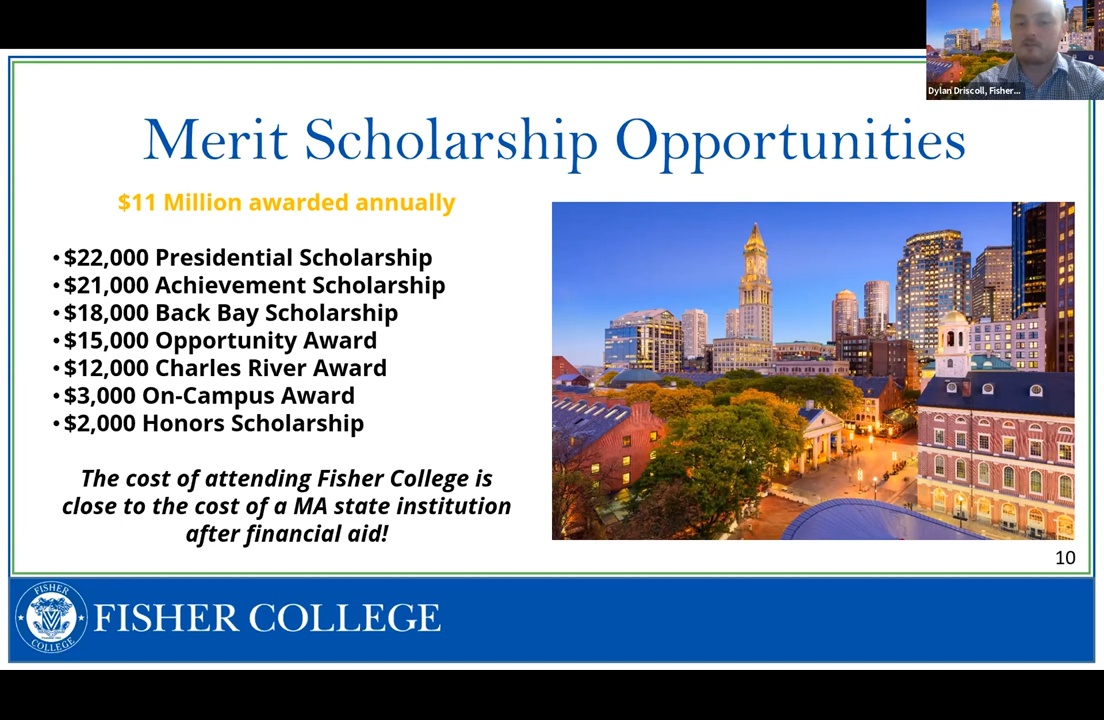 Dylan Driscoll, Fisher...
Merit Scholarship Opportunities
$11 Million awarded annually
•$22,000 Presidential Scholarship
•$21,000 Achievement Scholarship
•$18,000 Back Bay Scholarship
•$15,000 Opportunity Award
•$12,000 Charles River Award
•$3,000 On-Campus Award
•$2,000 Honors Scholarship
The cost of attending Fisher College is
close to the cost of a MA state institution
after financial aid!
10
FISHER
COLLEGE
FISHER COLLEGE